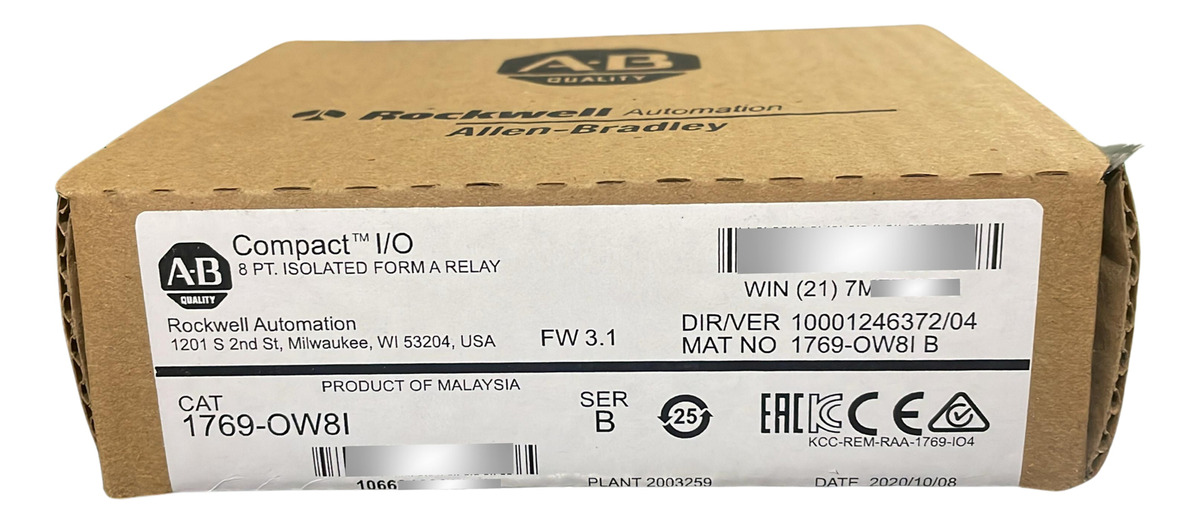 A-B
QUALITY
Rockwell Automation
Allen-Bradley
A-B
QUALITY
Compact™ I/O
8 PT. ISOLATED FORM A RELAY
Rockwell Automation
1201 S 2nd St, Milwaukee, WI 53204, USA
FW 3.1
WIN (21) 7M
DIR/VER 10001246372/04
MAT NO 1769-OW8I B
PRODUCT OF MALAYSIA
CAT
1769-OW8I
SER
B
25
EAC CE
KCC-REM-RAA-1769-IO4
1066
PLANT 2003259
DATE 2020/10/08